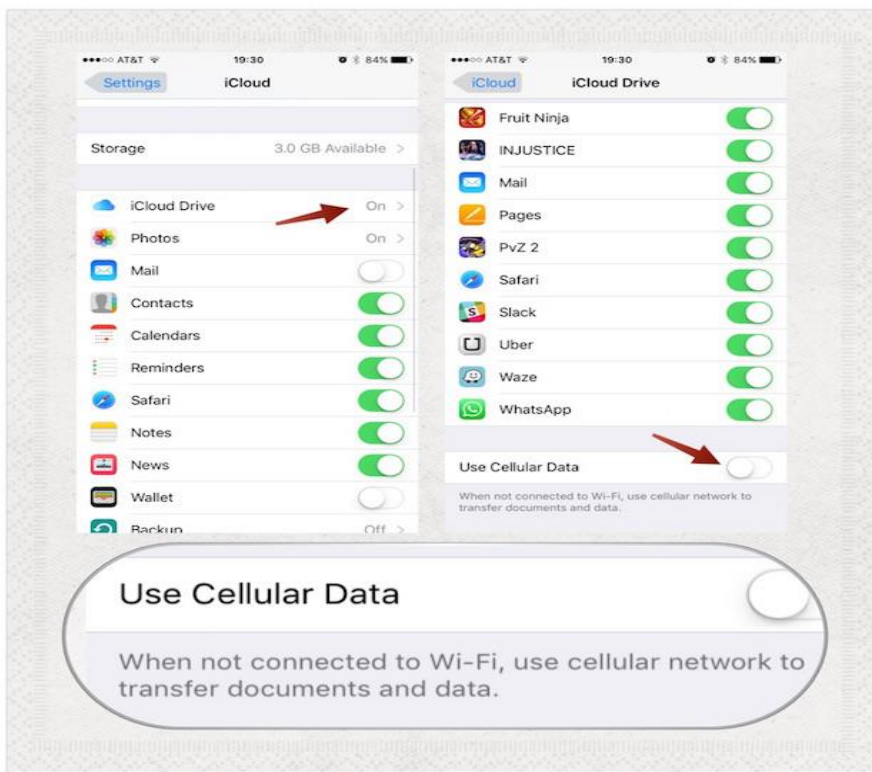 AT&T 19:30 84%
Settings iCloud
Storage 3.0 GB Available >
iCloud Drive On >
Photos On >
Mail
Contacts
Calendars
Reminders
Safari
Notes
News
Wallet
Backup Off >
AT&T 19:30 84%
iCloud iCloud Drive
Fruit Ninja
INJUSTICE
Mail
Pages
PvZ 2
Safari
Slack
Uber
Waze
WhatsApp
Use Cellular Data
When not connected to Wi-Fi, use cellular network to
transfer documents and data.
Use Cellular Data
When not connected to Wi-Fi, use cellular network to
transfer documents and data.